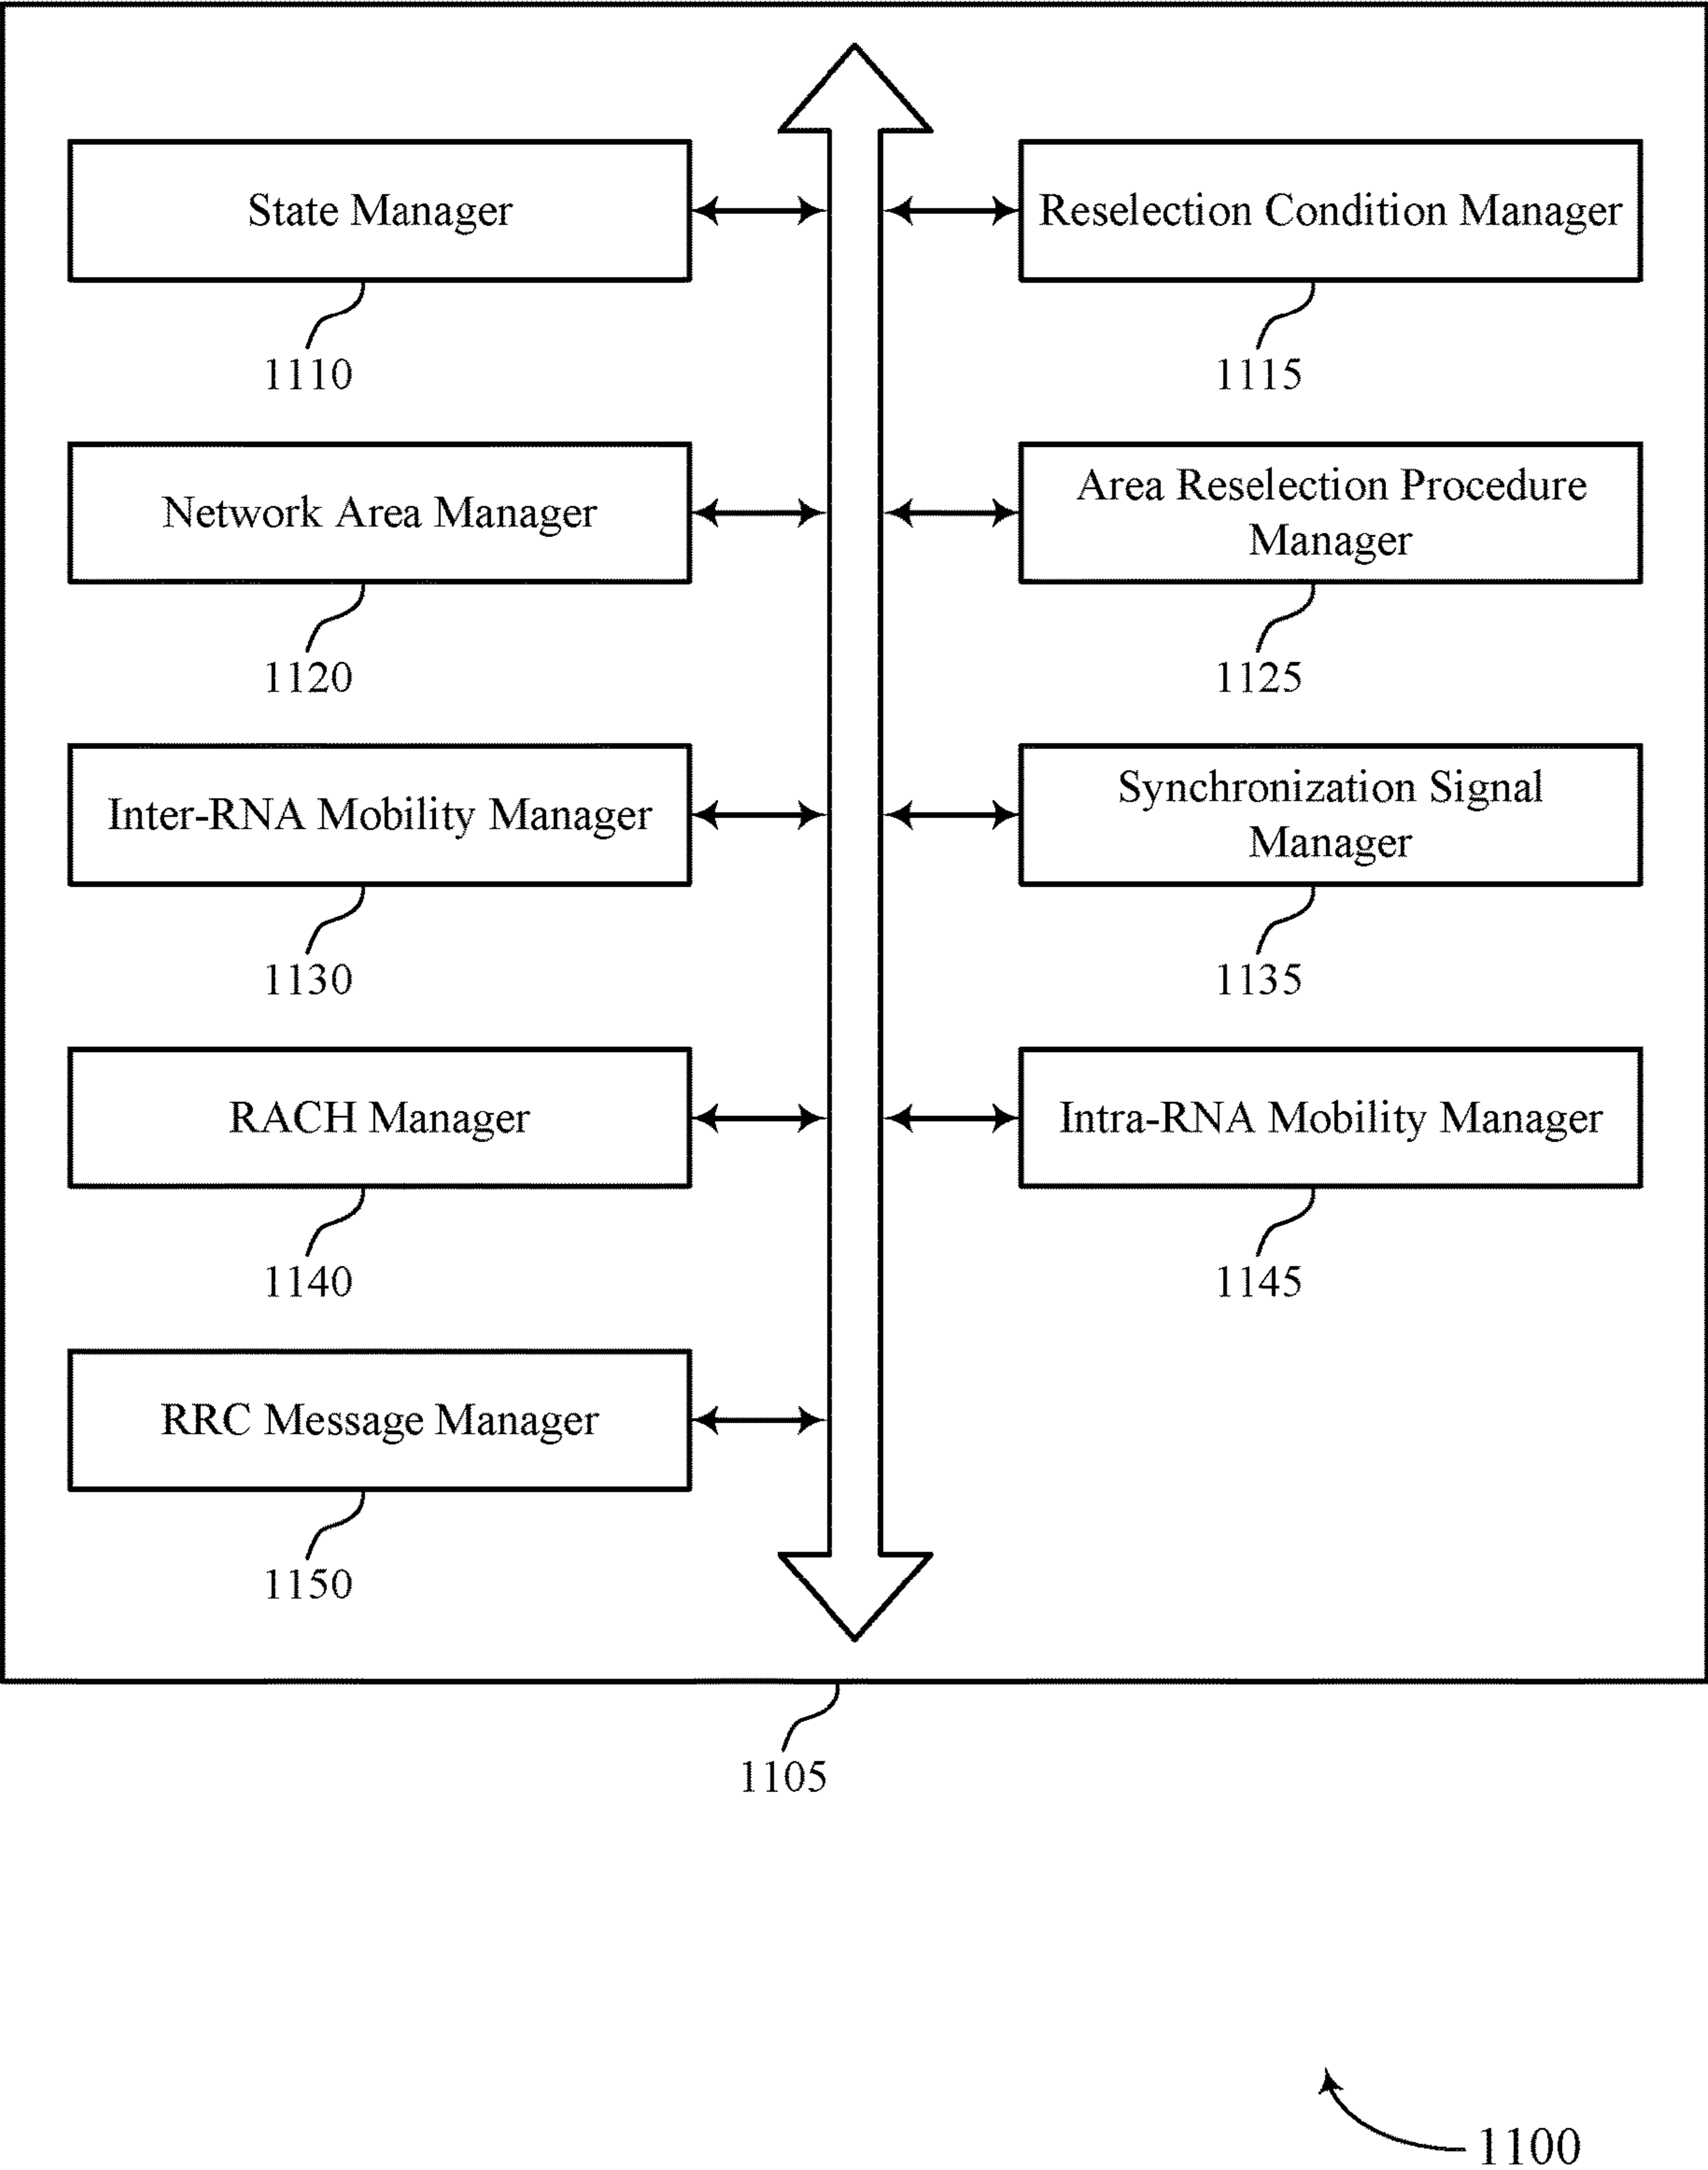 State Manager
Reselection Condition Manager
1110
1115
Network Area Manager
Area Reselection Procedure
Manager
1120
1125
Inter-RNA Mobility Manager
Synchronization Signal
Manager
1130
1135
RACH Manager
Intra-RNA Mobility Manager
1140
1145
RRC Message Manager
1150
1105
1100